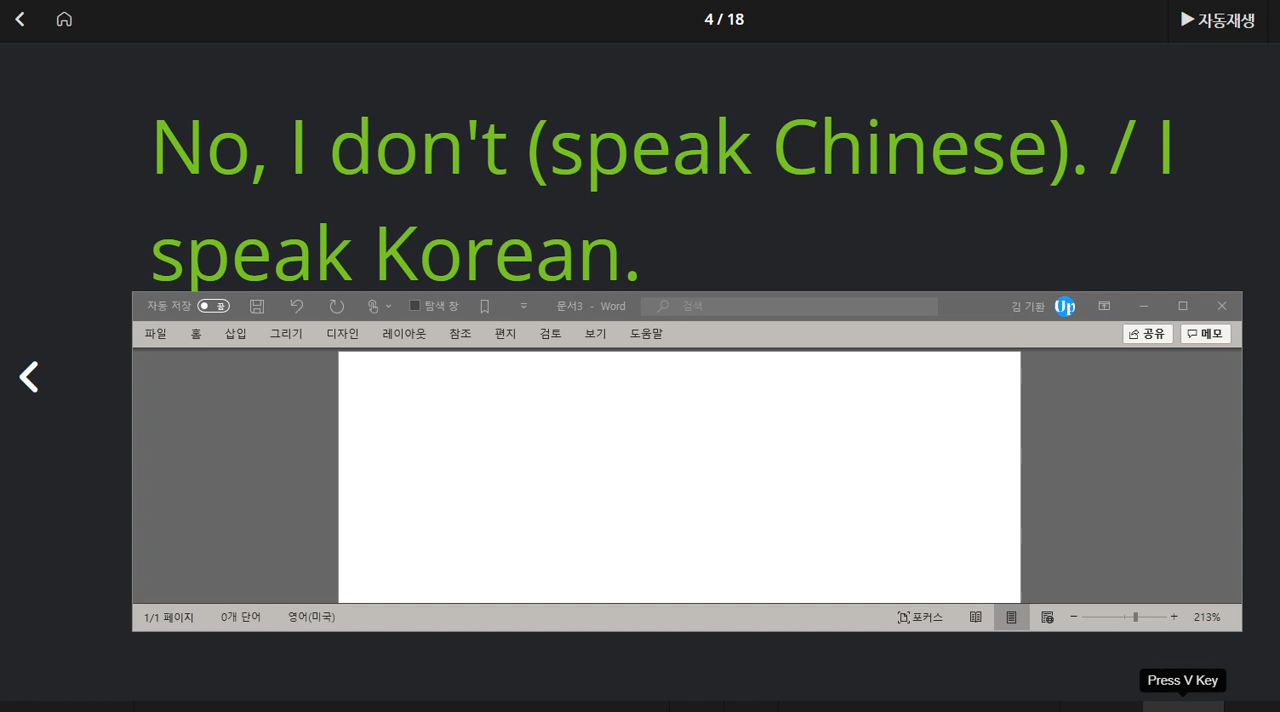 4 / 18
▶ 자동재생
No, I don't (speak Chinese). / I
speak Korean.
자동 저장 끔 탐색 창 문서3 - Word 검색 김 기환 Up
파일 홈 삽입 그리기 디자인 레이아웃 참조 편지 검토 보기 도움말 공유 메모
1/1 페이지 0개 단어 영어(미국) 포커스 213%
Press V Key